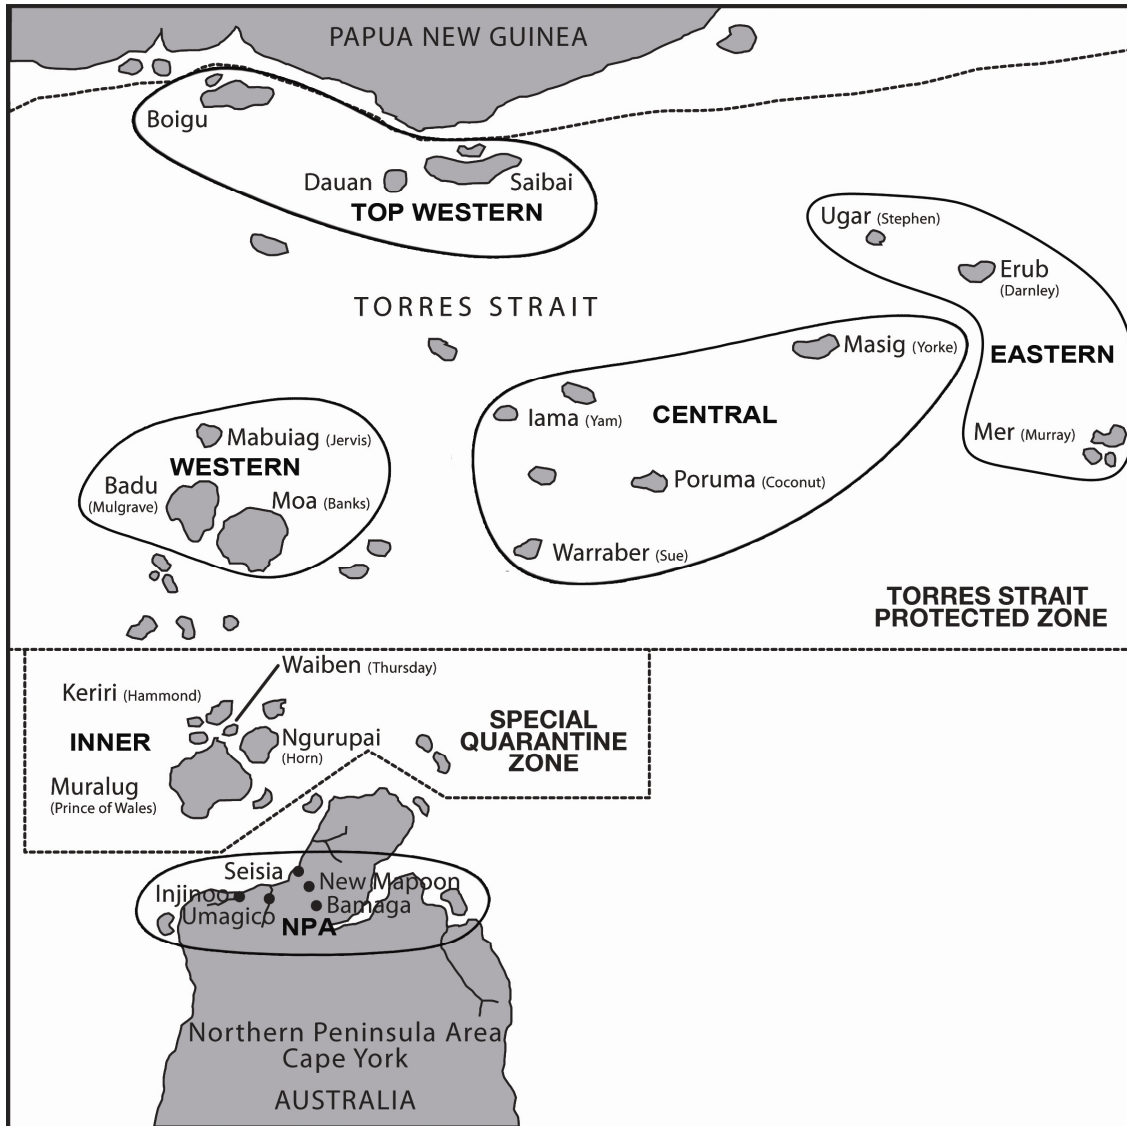 PAPUA NEW GUINEA
Boigu
Dauan
Saibai
TOP WESTERN
Ugar (Stephen)
Erub
(Darnley)
TORRES STRAIT
Masig (Yorke)
EASTERN
Iama (Yam)
CENTRAL
Mer (Murray)
Mabuiag (Jervis)
WESTERN
Badu
(Mulgrave)
Moa (Banks)
Poruma (Coconut)
Warraber (Sue)
TORRES STRAIT
PROTECTED ZONE
Waiben (Thursday)
Keriri (Hammond)
INNER
Ngurupai
(Horn)
SPECIAL
QUARANTINE
ZONE
Muralug
(Prince of Wales)
Seisia
New Mapoon
Injinoo
Bamaga
Umagico
NPA
Northern Peninsula Area
Cape York
AUSTRALIA